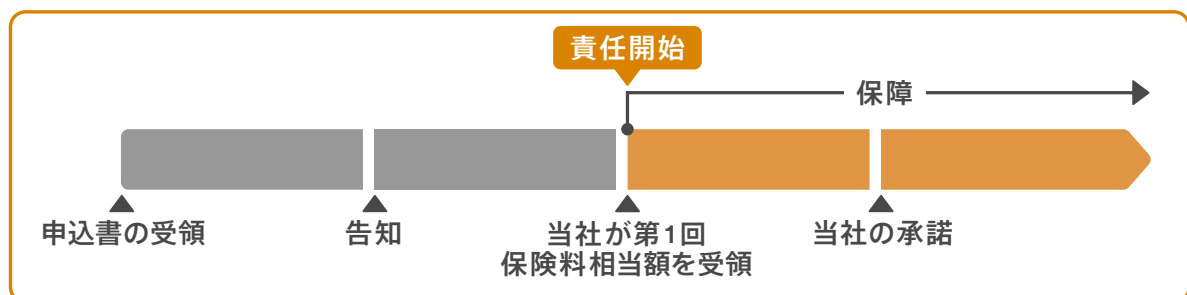 責任開始
保障
申込書の受領
告知
当社が第1回
保険料相当額を受領
当社の承諾